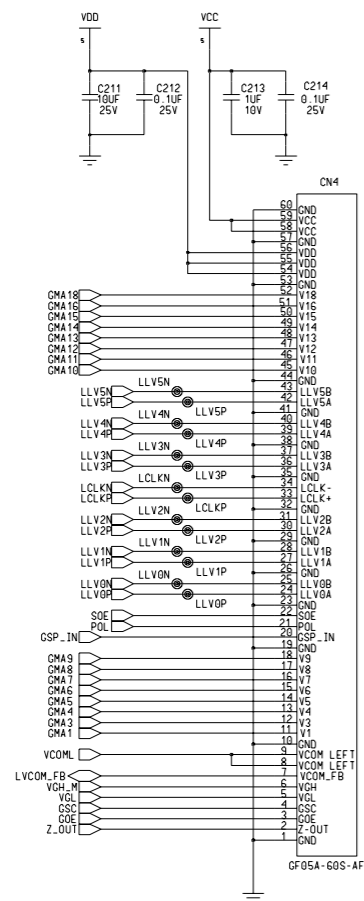 VDD VCC
5 5
C211 10UF 25V
C212 0.1UF 25V
C213 1UF 10V
C214 0.1UF 25V
CN4
60 GND
59 VCC
58 VCC
57 GND
56 VDD
55 VDD
54 VDD
53 GND
GMA18 52 V18
GMA16 51 V16
GMA15 50 V15
GMA14 49 V14
GMA13 48 V13
GMA12 47 V12
GMA11 46 V11
GMA10 45 V10
44 GND
LLV5N LLV5N 43 LLV5B
LLV5P LLV5P 42 LLV5A
41 GND
LLV4N LLV4N 40 LLV4B
LLV4P LLV4P 39 LLV4A
38 GND
LLV3N LLV3N 37 LLV3B
LLV3P LLV3P 36 LLV3A
35 GND
LCLKN LCLKN 34 LCLK-
LCLKP LCLKP 33 LCLK+
32 GND
LLV2N LLV2N 31 LLV2B
LLV2P LLV2P 30 LLV2A
29 GND
LLV1N LLV1N 28 LLV1B
LLV1P LLV1P 27 LLV1A
26 GND
LLV0N LLV0N 25 LLV0B
LLV0P LLV0P 24 LLV0A
23 GND
SOE 22 SOE
POL 21 POL
GSP_IN 20 GSP_IN
19 GND
GMA9 18 V9
GMA8 17 V8
GMA7 16 V7
GMA6 15 V6
GMA5 14 V5
GMA4 13 V4
GMA3 12 V3
GMA1 11 V1
10 GND
VCOML 9 VCOM LEFT
8 VCOM LEFT
LVCOM_FB 7 VCOM_FB
VGH_M 6 VGH
VGL 5 VGL
GSC 4 GSC
GOE 3 GOE
Z_OUT 2 Z-OUT
1 GND
GF05A-60S-AF